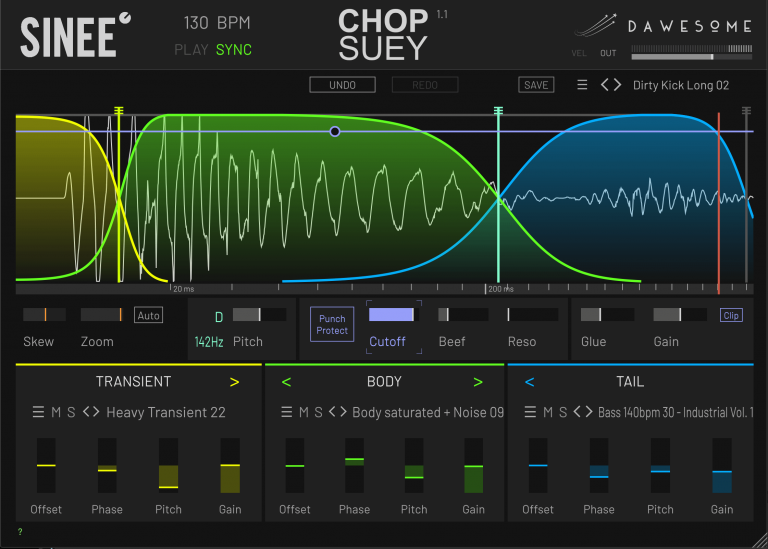 SINEE
130 BPM
PLAY SYNC
CHOP 1.1
SUEY
DAWESOME
VEL OUT
UNDO REDO SAVE Dirty Kick Long 02
20 ms 200 ms
Skew Zoom Auto
D
142Hz Pitch
Punch
Protect
Cutoff Beef Reso
Glue Gain Clip
TRANSIENT > < BODY > < TAIL
M S Heavy Transient 22
M S Body saturated + Noise 09
M S Bass 140bpm 30 - Industrial Vol. 1
Offset Phase Pitch Gain Offset Phase Pitch Gain Offset Phase Pitch Gain
?